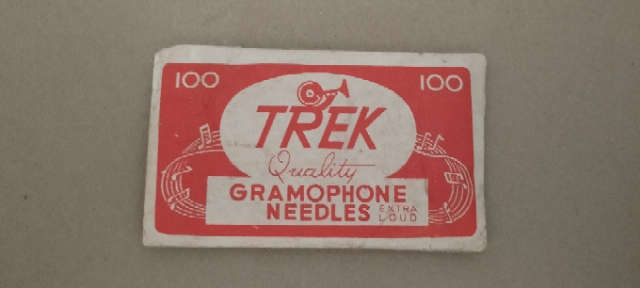 100 100
TREK
Quality
GRAMOPHONE
NEEDLES EXTRA LOUD